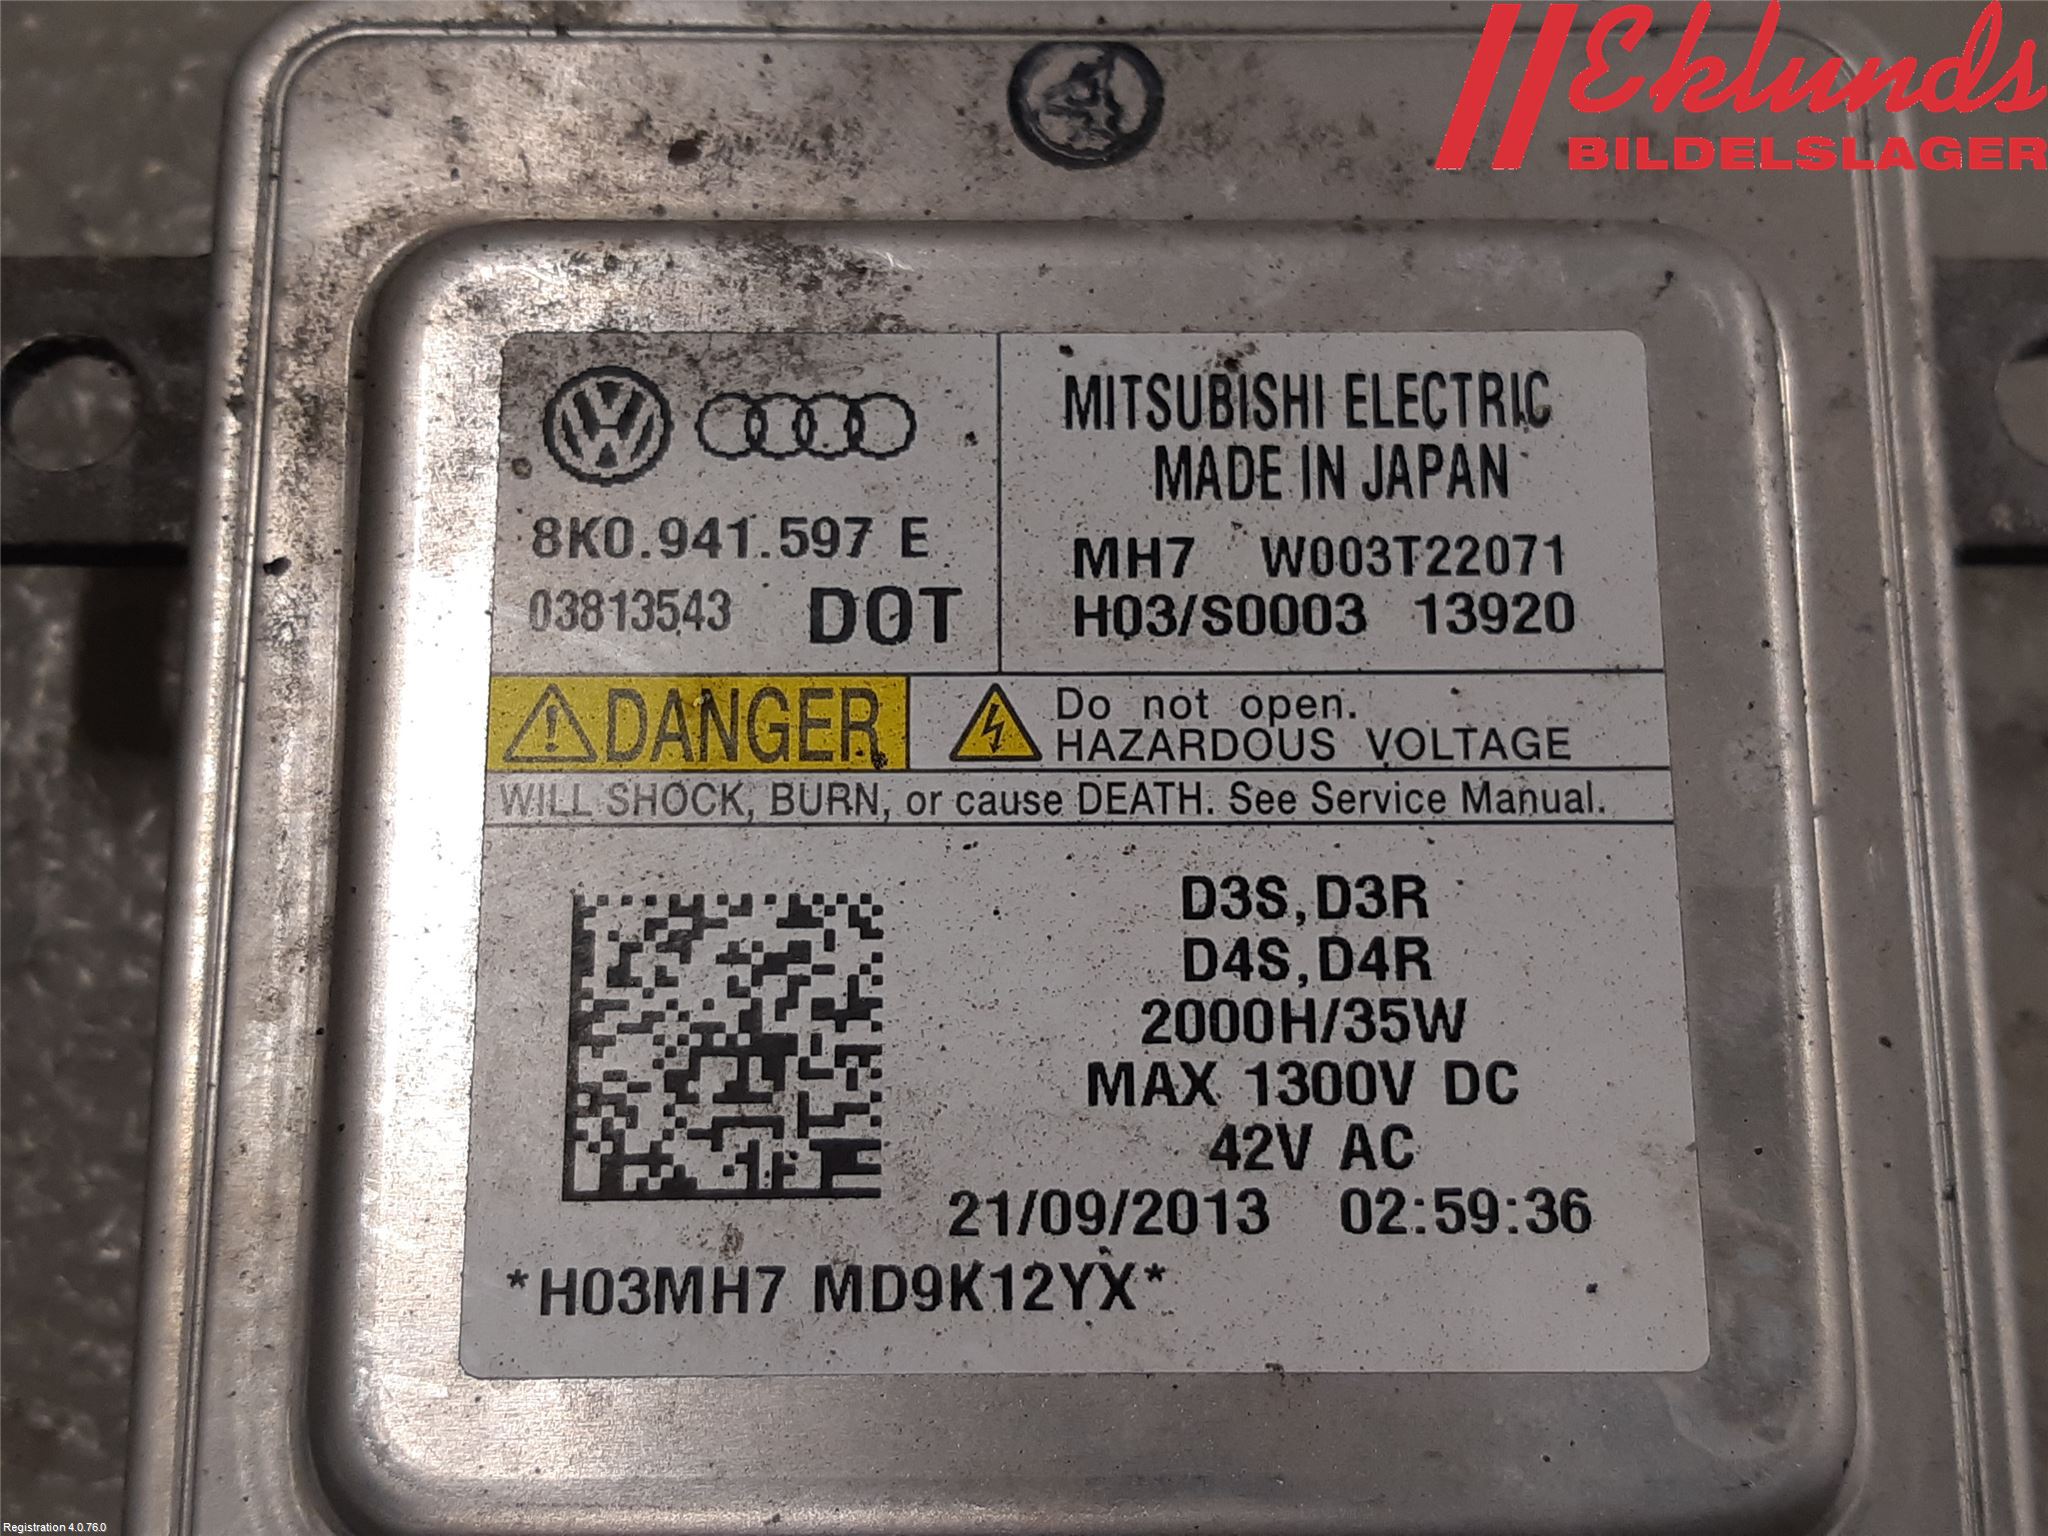 Eklunds
BILDELSLAGER
8K0.941.597 E
03813543 DOT
MITSUBISHI ELECTRIC
MADE IN JAPAN
MH7 W003T22071
H03/S0003 13920
DANGER
Do not open.
HAZARDOUS VOLTAGE
WILL SHOCK, BURN, or cause DEATH. See Service Manual.
D3S,D3R
D4S,D4R
2000H/35W
MAX 1300V DC
42V AC
21/09/2013 02:59:36
*H03MH7 MD9K12YX*
Registration 4.0.76.0